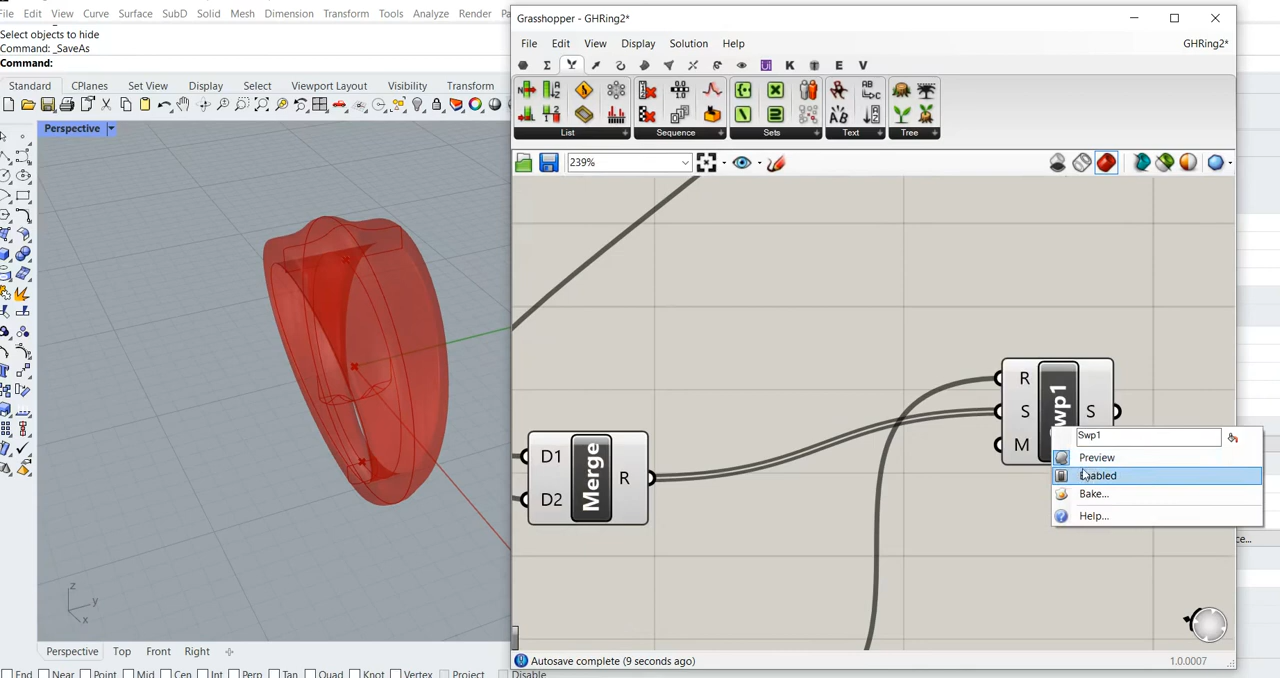 File Edit View Curve Surface SubD Solid Mesh Dimension Transform Tools Analyze Render
Select objects to hide
Command: _SaveAs
Command:
Standard CPlanes Set View Display Select Viewport Layout Visibility Transform
Perspective
z
y
x
Perspective Top Front Right
End Near Point Mid Cen Int Perp Tan Quad Knot Vertex Project Disable
Grasshopper - GHRing2*
File Edit View Display Solution Help
GHRing2*
K E V
List Sequence Sets Text Tree
239%
Merge
D1
D2
R
Swp1
R
S
M
S
Swp1
Preview
Enabled
Bake...
Help...
ce...
Autosave complete (9 seconds ago)
1.0.0007